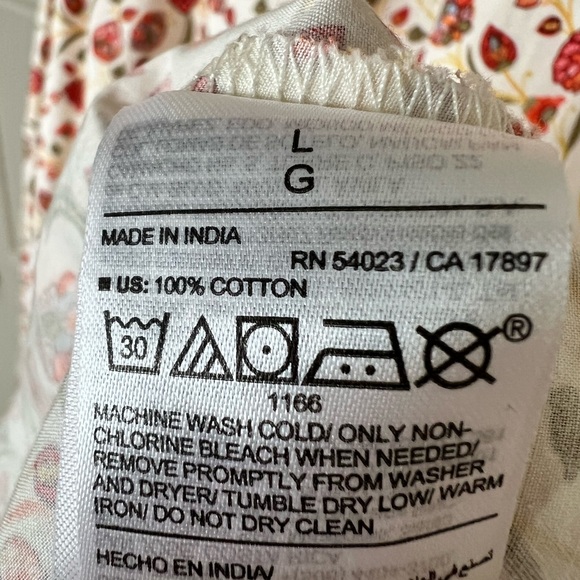 L
G
MADE IN INDIA
RN 54023 / CA 17897
■ US: 100% COTTON
30
®
1166
MACHINE WASH COLD/ ONLY NON-
CHLORINE BLEACH WHEN NEEDED/
REMOVE PROMPTLY FROM WASHER
AND DRYER/ TUMBLE DRY LOW/ WARM
IRON/ DO NOT DRY CLEAN
HECHO EN INDIA/